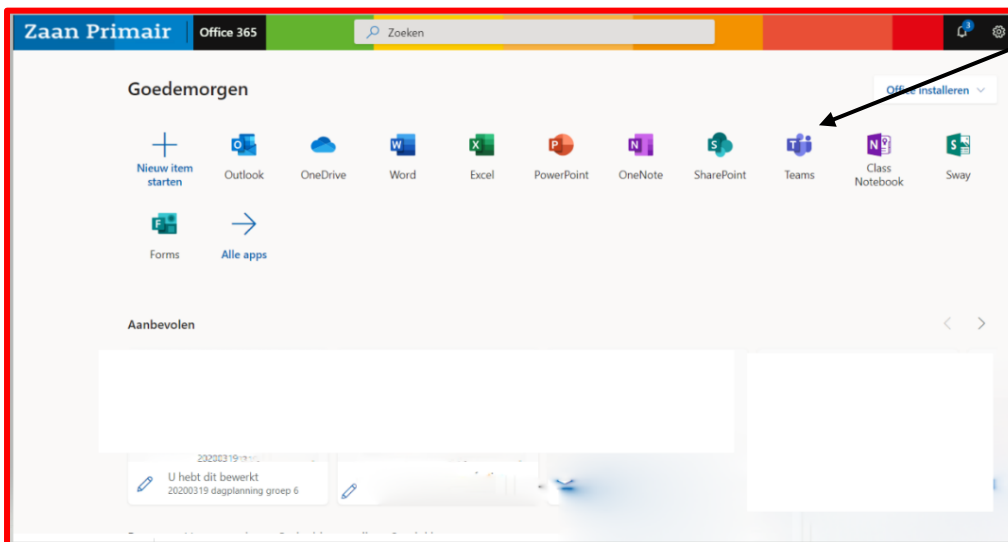 Zaan Primair
Office 365
Zoeken
3
Goedemorgen
Office installeren
Nieuw item
starten
Outlook
OneDrive
Word
Excel
PowerPoint
OneNote
SharePoint
Teams
Class
Notebook
Sway
Forms
Alle apps
Aanbevolen
20200319
U hebt dit bewerkt
20200319 dagplanning groep 6